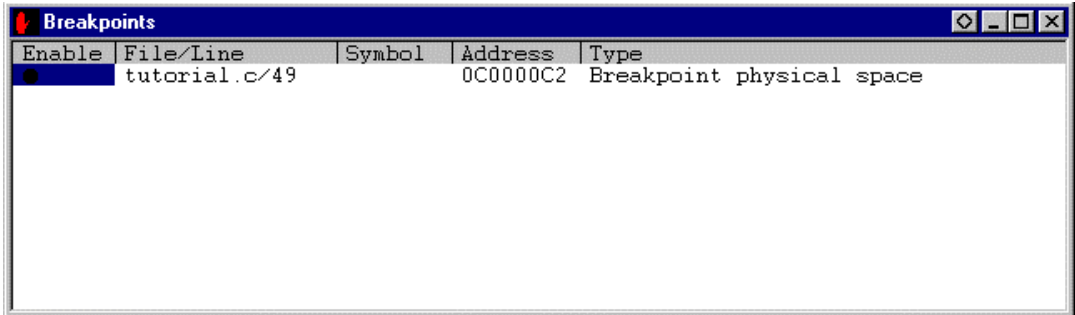 Breakpoints
Enable File/Line Symbol Address Type
tutorial.c/49 0C0000C2 Breakpoint physical space